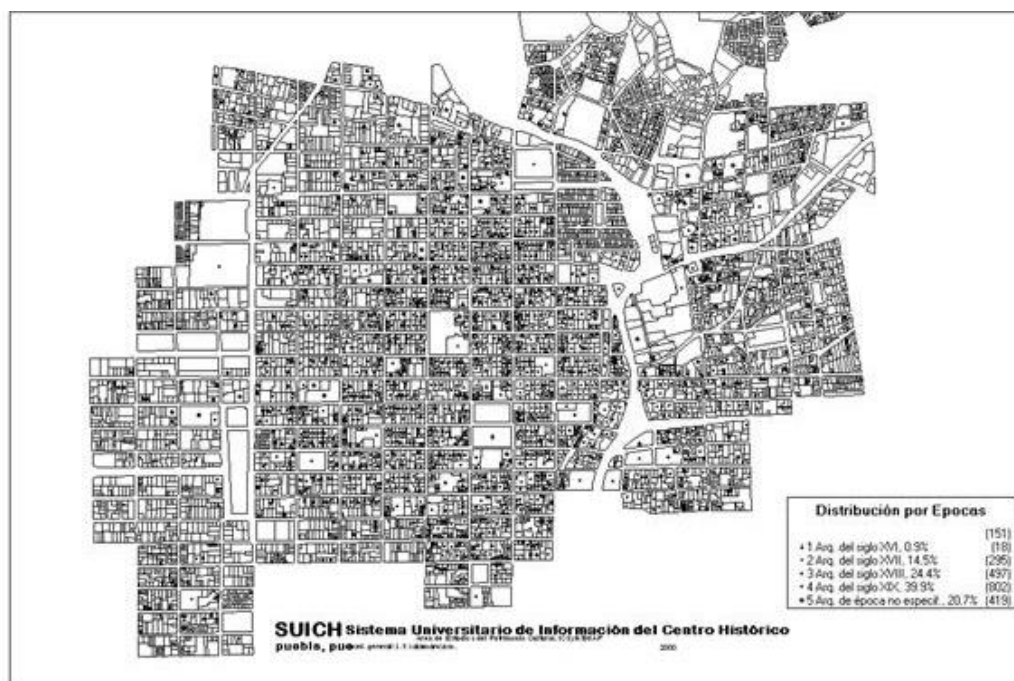 Distribución por Epocas
(151)
1 Arq. del siglo XVI, 0.9% (18)
2 Arq. del siglo XVII, 14.5% (295)
3 Arq. del siglo XVIII, 24.4% (497)
4 Arq. del siglo XIX, 39.9% (802)
5 Arq. de época no especif., 20.7% (419)
SUICH Sistema Universitario de Información del Centro Histórico
puebla, pue
2000